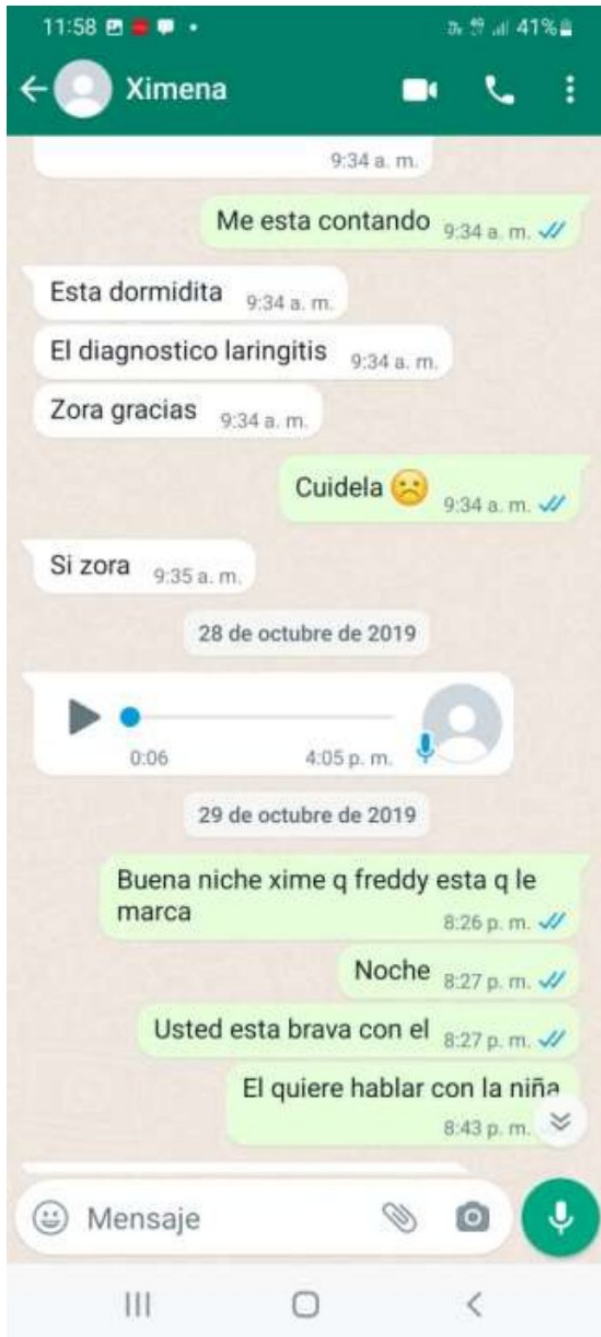 11:58
41%
Ximena
9:34 a. m.
Me esta contando 9:34 a. m.
Esta dormidita 9:34 a. m.
El diagnostico laringitis 9:34 a. m.
Zora gracias 9:34 a. m.
Cuidela ☹️ 9:34 a. m.
Si zora 9:35 a. m.
28 de octubre de 2019
0:06 4:05 p. m.
29 de octubre de 2019
Buena niche xime q freddy esta q le
marca 8:26 p. m.
Noche 8:27 p. m.
Usted esta brava con el 8:27 p. m.
El quiere hablar con la niña
8:43 p. m.
Mensaje